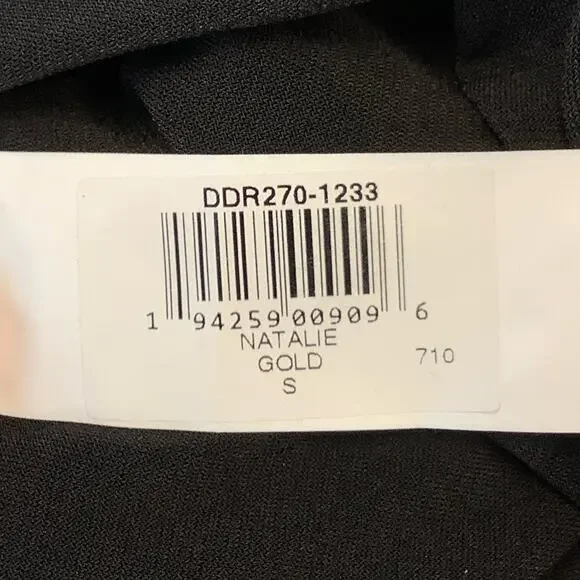 DDR270-1233
1 94259 00909 6
NATALIE
GOLD 710
S